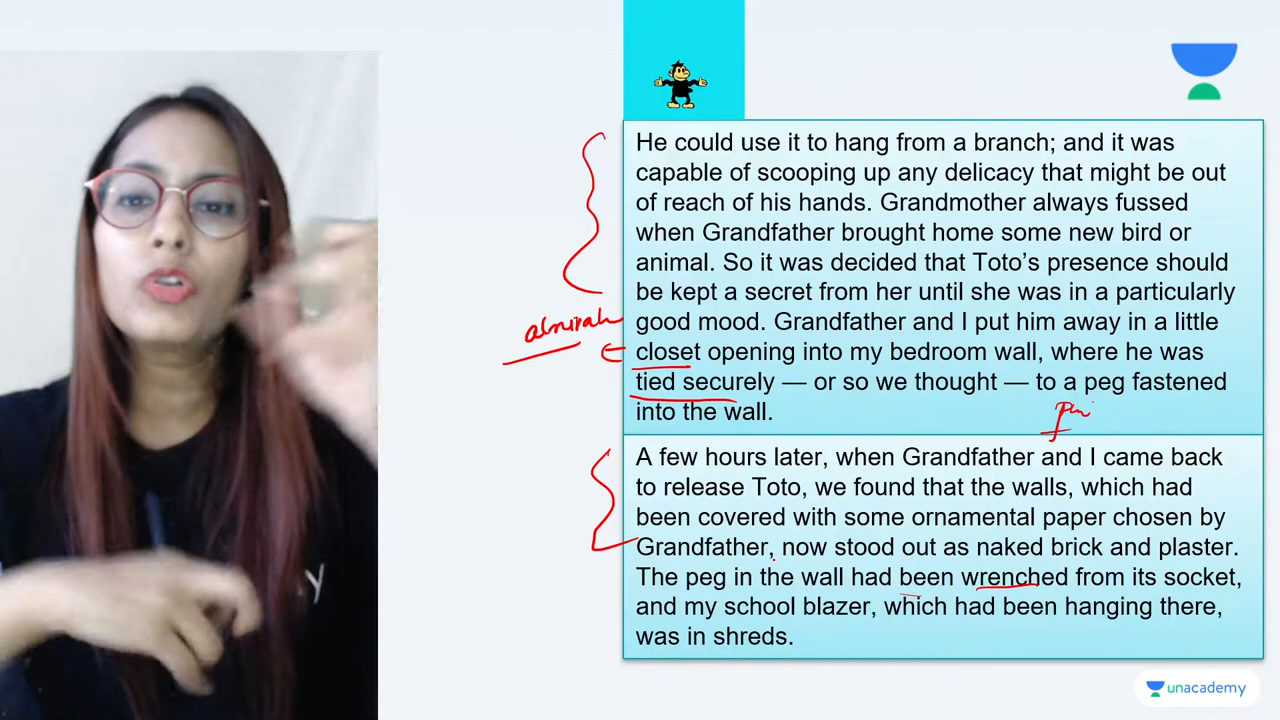 He could use it to hang from a branch; and it was
capable of scooping up any delicacy that might be out
of reach of his hands. Grandmother always fussed
when Grandfather brought home some new bird or
animal. So it was decided that Toto’s presence should
be kept a secret from her until she was in a particularly
good mood. Grandfather and I put him away in a little
almirah
closet opening into my bedroom wall, where he was
tied securely — or so we thought — to a peg fastened
into the wall.
A few hours later, when Grandfather and I came back
to release Toto, we found that the walls, which had
been covered with some ornamental paper chosen by
Grandfather, now stood out as naked brick and plaster.
The peg in the wall had been wrenched from its socket,
and my school blazer, which had been hanging there,
was in shreds.
y
unacademy